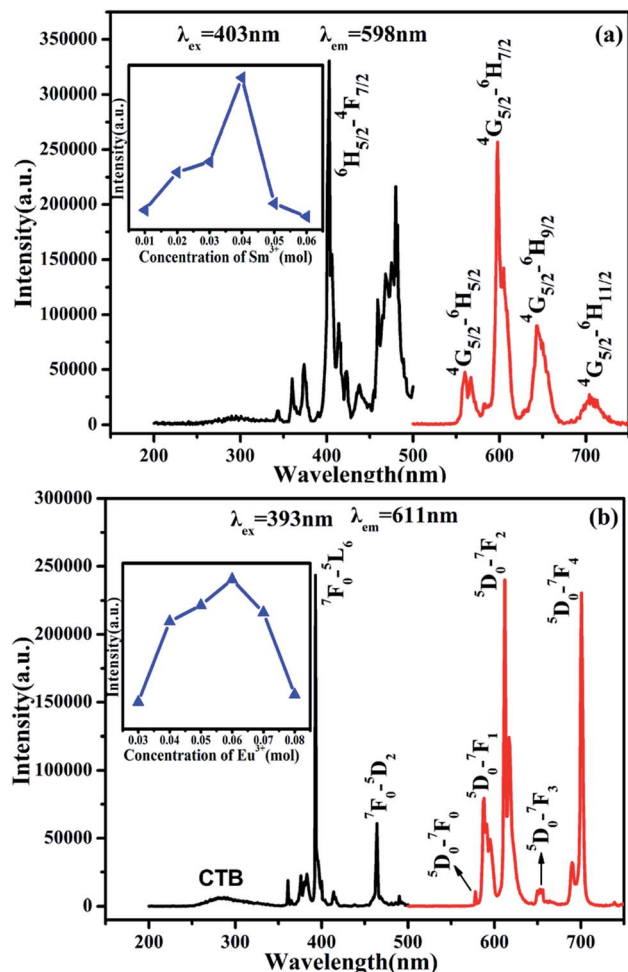 λex=403nm λem=598nm (a)
350000
300000
250000
200000
150000
100000
50000
0
Intensity(a.u.)
Intensity(a.u.)
0.01 0.02 0.03 0.04 0.05 0.06
Concentration of Sm3+(mol)
6H5/2-4F7/2
4G5/2-6H5/2
4G5/2-6H7/2
4G5/2-6H9/2
4G5/2-6H11/2
200 300 400 500 600 700
Wavelength(nm)
λex=393nm λem=611nm (b)
300000
250000
200000
150000
100000
50000
0
Intensity(a.u.)
Intensity(a.u.)
0.03 0.04 0.05 0.06 0.07 0.08
Concentration of Eu3+(mol)
CTB
7F0-5L6
7F0-5D2
5D0-7F0
5D0-7F1
5D0-7F2
5D0-7F3
5D0-7F4
200 300 400 500 600 700
Wavelength(nm)